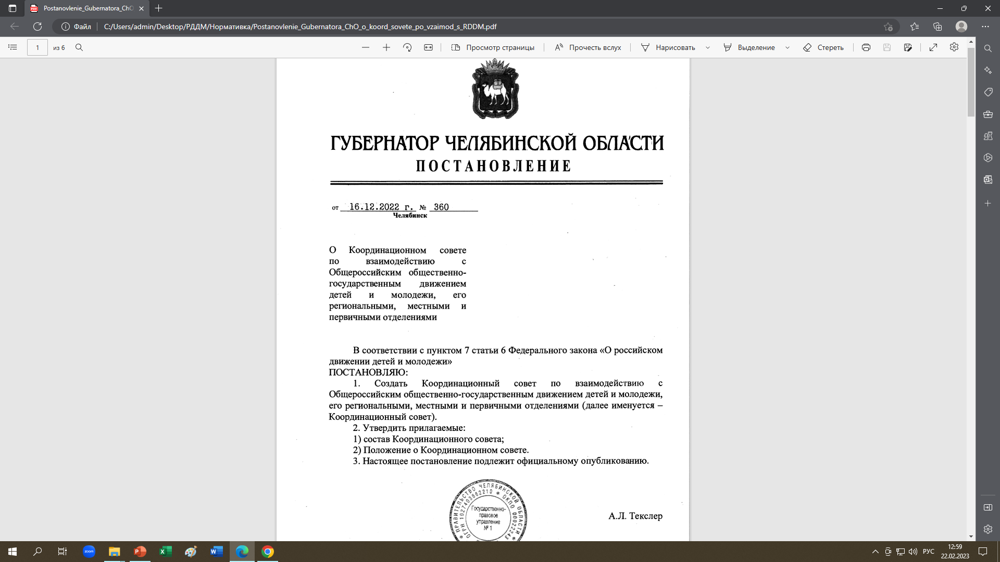 Postanovlenie_Gubernatora_ChO
Файл
C:/Users/admin/Desktop/РДДМ/Нормативка/Postanovlenie_Gubernatora_ChO_o_koord_sovete_po_vzaimod_s_RDDM.pdf
1 из 6 Просмотр страницы Прочесть вслух Нарисовать Выделение Стереть
ГУБЕРНАТОР ЧЕЛЯБИНСКОЙ ОБЛАСТИ
ПОСТАНОВЛЕНИЕ
от 16.12.2022 г. № 360
Челябинск
О Координационном совете
по взаимодействию с
Общероссийским общественно-
государственным движением
детей и молодежи, его
региональными, местными и
первичными отделениями
В соответствии с пунктом 7 статьи 6 Федерального закона «О российском
движении детей и молодежи»
ПОСТАНОВЛЯЮ:
1. Создать Координационный совет по взаимодействию с
Общероссийским общественно-государственным движением детей и молодежи,
его региональными, местными и первичными отделениями (далее именуется –
Координационный совет).
2. Утвердить прилагаемые:
1) состав Координационного совета;
2) Положение о Координационном совете.
3. Настоящее постановление подлежит официальному опубликованию.
ПРАВИТЕЛЬСТВО ЧЕЛЯБИНСКОЙ ОБЛАСТИ
ОГРН 1027403862210 * ОКПО 00022243
Государственно-
правовое
управление
№ 1
А.Л. Текслер
zoom
РУС
12:59
22.02.2023